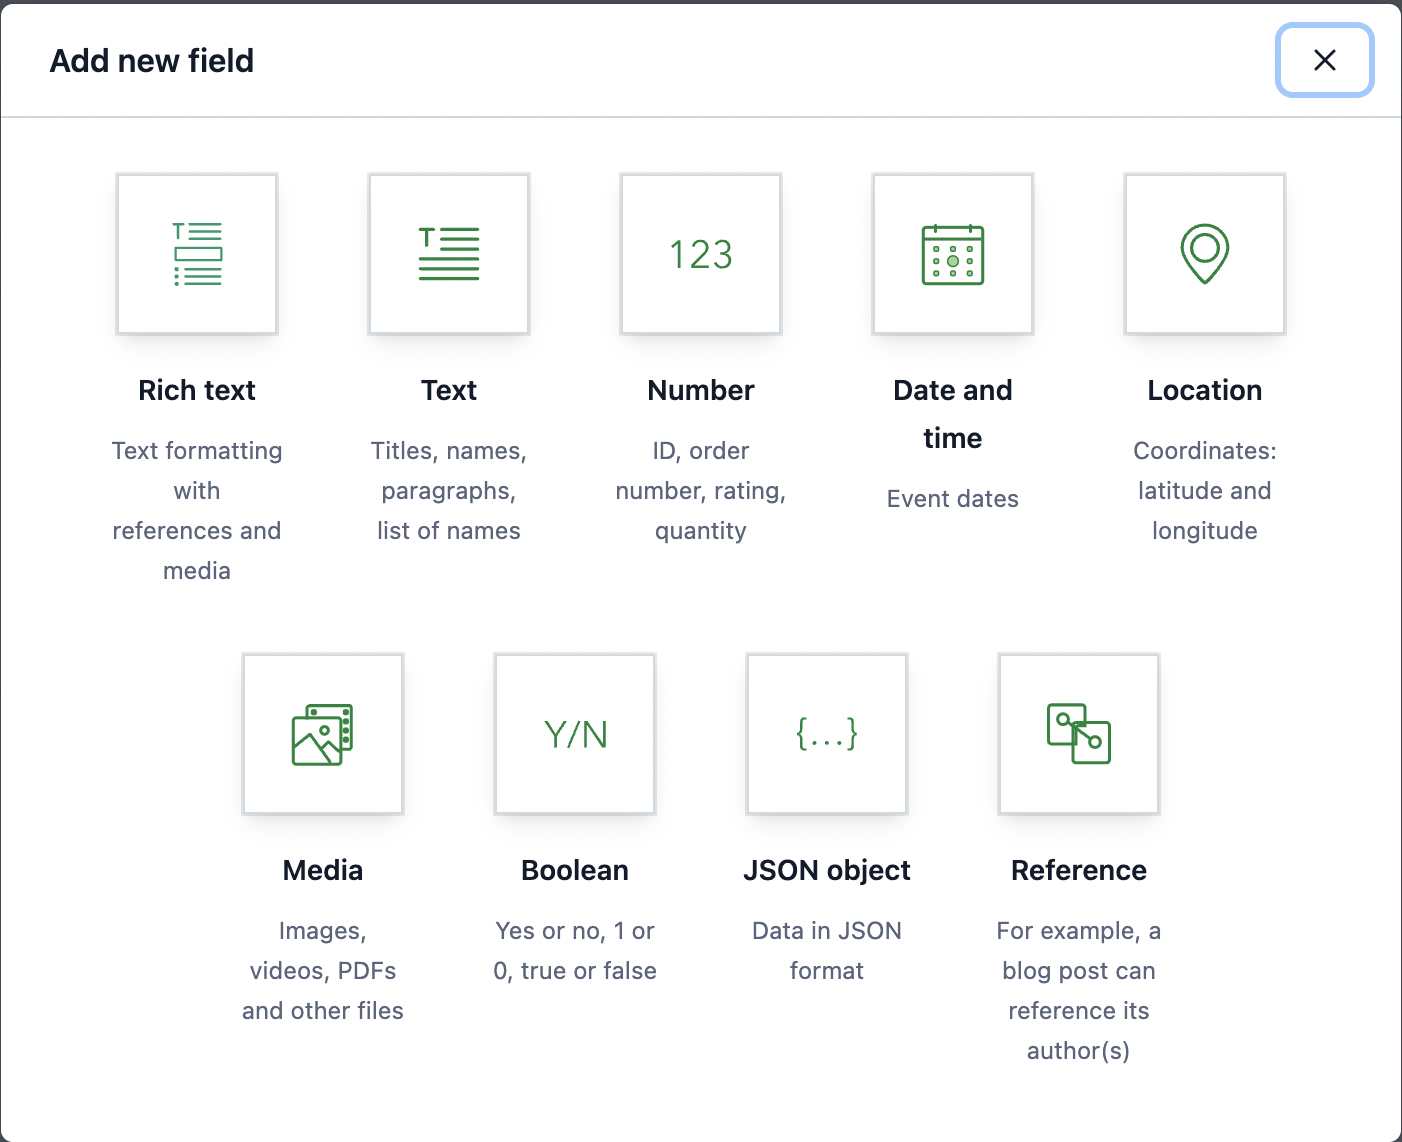 Add new field
123
Rich text
Text formatting
with
references and
media
Text
Titles, names,
paragraphs,
list of names
Number
ID, order
number, rating,
quantity
Date and
time
Event dates
Location
Coordinates:
latitude and
longitude
Y/N
{...}
Media
Images,
videos, PDFs
and other files
Boolean
Yes or no, 1 or
0, true or false
JSON object
Data in JSON
format
Reference
For example, a
blog post can
reference its
author(s)